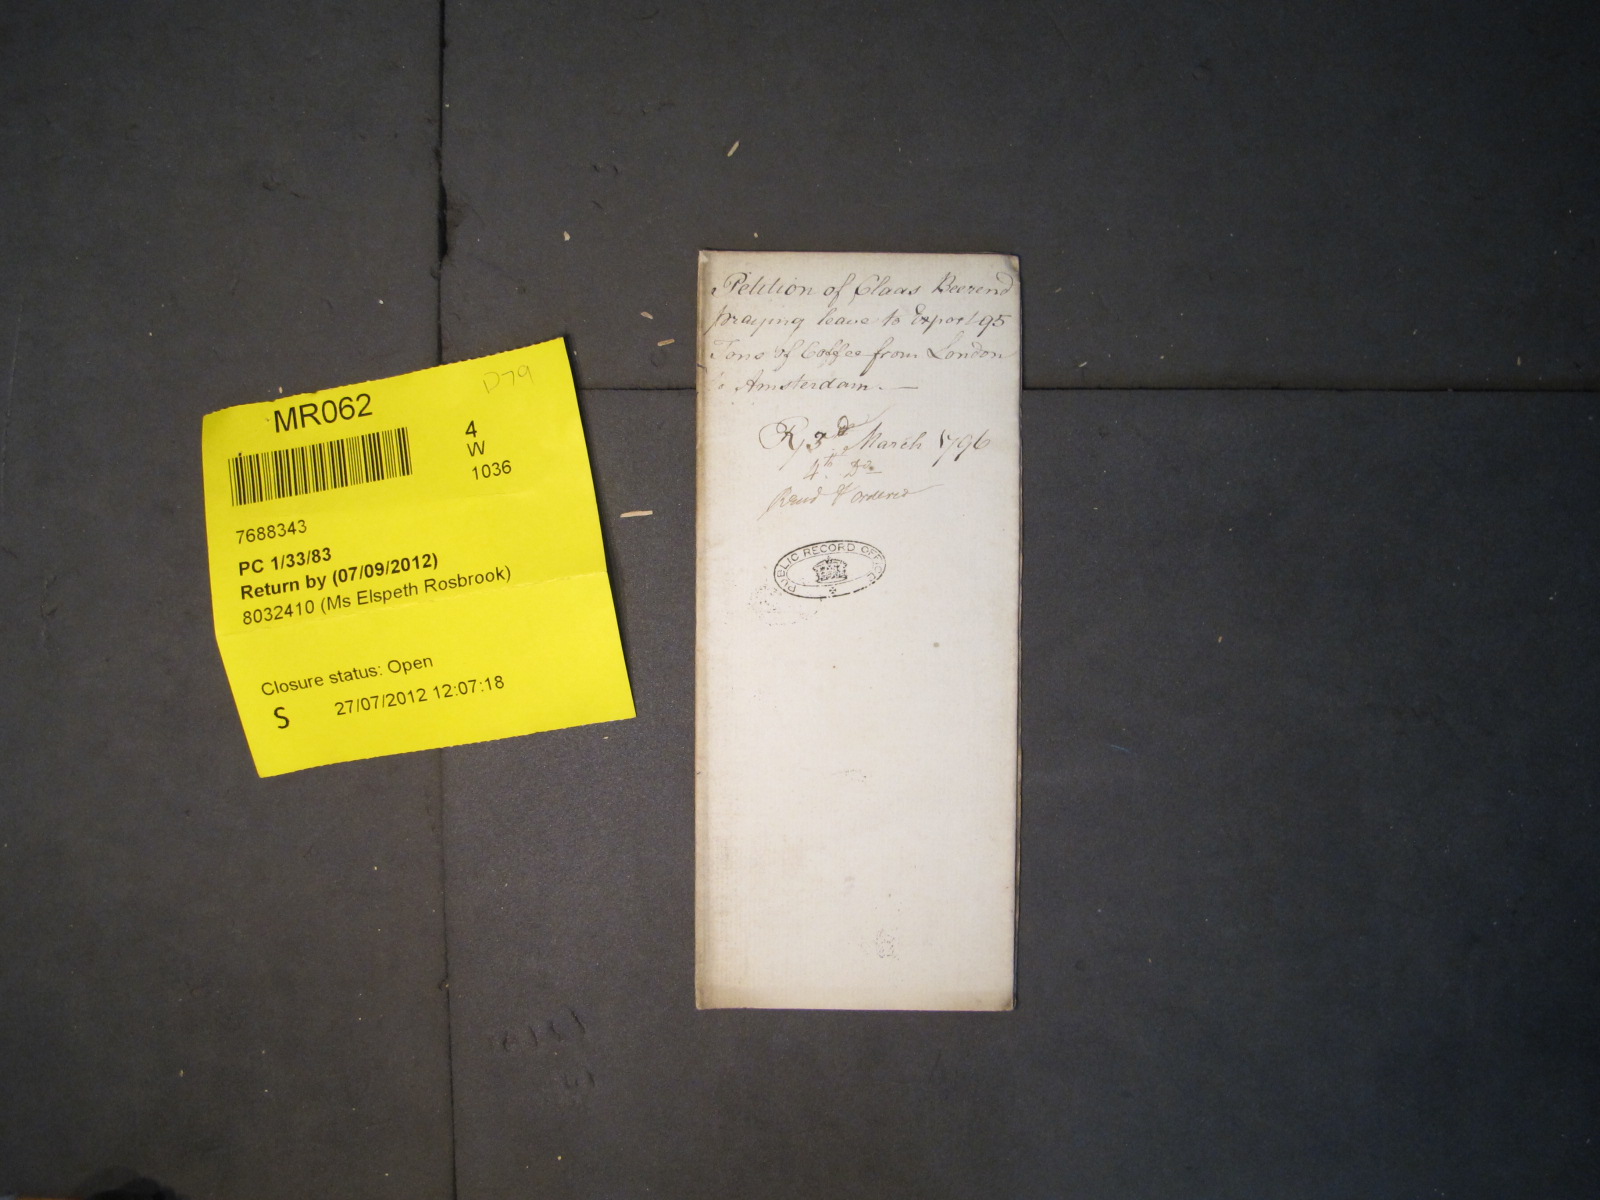 D79
MR062
4
W
1036
7688343
PC 1/33/83
Return by (07/09/2012)
8032410 (Ms Elspeth Rosbrook)
Closure status: Open
S 27/07/2012 12:07:18
Petition of Claas Beerend
praying leave to Export 95
Tons of Coffee from London
to Amsterdam.—
R/ 3d. March 1796
4th. Do
Read & ordered
PUBLIC RECORD OFFICE